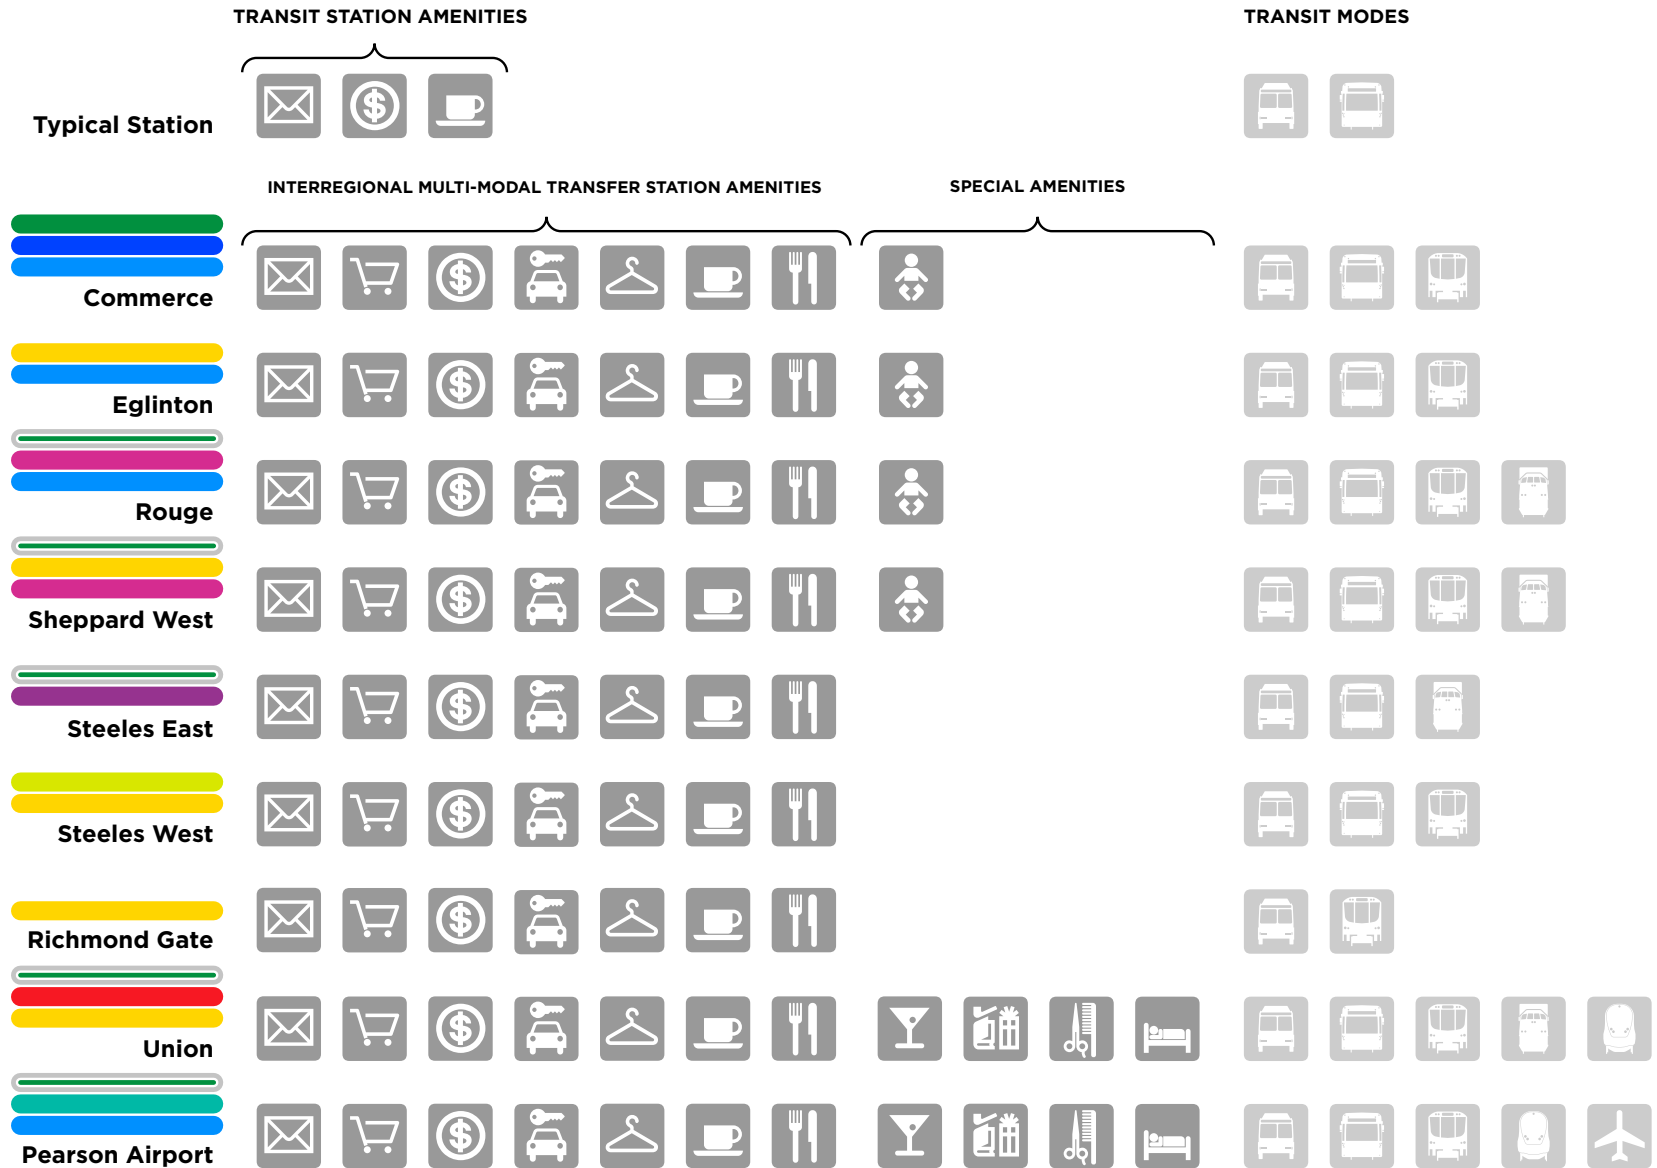 TRANSIT STATION AMENITIES
TRANSIT MODES
Typical Station
INTERREGIONAL MULTI-MODAL TRANSFER STATION AMENITIES
SPECIAL AMENITIES
Commerce
Eglinton
Rouge
Sheppard West
Steeles East
Steeles West
Richmond Gate
Union
Pearson Airport